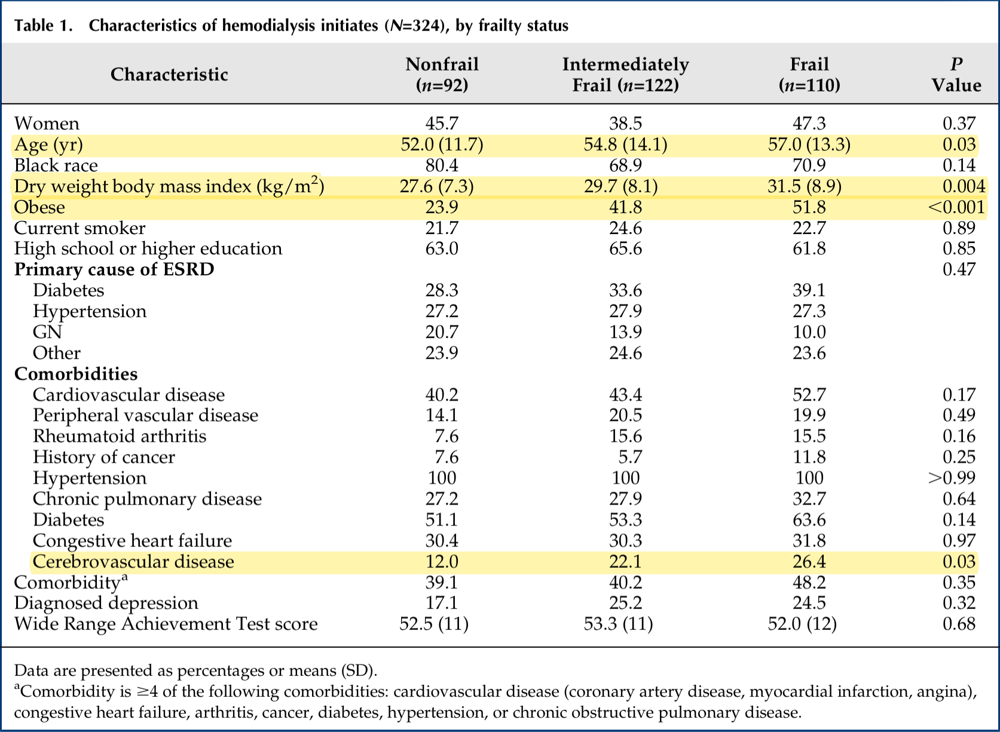 Table 1. Characteristics of hemodialysis initiates (N=324), by frailty status
Characteristic Nonfrail (n=92) Intermediately Frail (n=122) Frail (n=110) P Value
Women 45.7 38.5 47.3 0.37
Age (yr) 52.0 (11.7) 54.8 (14.1) 57.0 (13.3) 0.03
Black race 80.4 68.9 70.9 0.14
Dry weight body mass index (kg/m²) 27.6 (7.3) 29.7 (8.1) 31.5 (8.9) 0.004
Obese 23.9 41.8 51.8 <0.001
Current smoker 21.7 24.6 22.7 0.89
High school or higher education 63.0 65.6 61.8 0.85
Primary cause of ESRD 0.47
Diabetes 28.3 33.6 39.1
Hypertension 27.2 27.9 27.3
GN 20.7 13.9 10.0
Other 23.9 24.6 23.6
Comorbidities
Cardiovascular disease 40.2 43.4 52.7 0.17
Peripheral vascular disease 14.1 20.5 19.9 0.49
Rheumatoid arthritis 7.6 15.6 15.5 0.16
History of cancer 7.6 5.7 11.8 0.25
Hypertension 100 100 100 >0.99
Chronic pulmonary disease 27.2 27.9 32.7 0.64
Diabetes 51.1 53.3 63.6 0.14
Congestive heart failure 30.4 30.3 31.8 0.97
Cerebrovascular disease 12.0 22.1 26.4 0.03
Comorbidityᵃ 39.1 40.2 48.2 0.35
Diagnosed depression 17.1 25.2 24.5 0.32
Wide Range Achievement Test score 52.5 (11) 53.3 (11) 52.0 (12) 0.68
Data are presented as percentages or means (SD).
ᵃComorbidity is ≥4 of the following comorbidities: cardiovascular disease (coronary artery disease, myocardial infarction, angina),
congestive heart failure, arthritis, cancer, diabetes, hypertension, or chronic obstructive pulmonary disease.